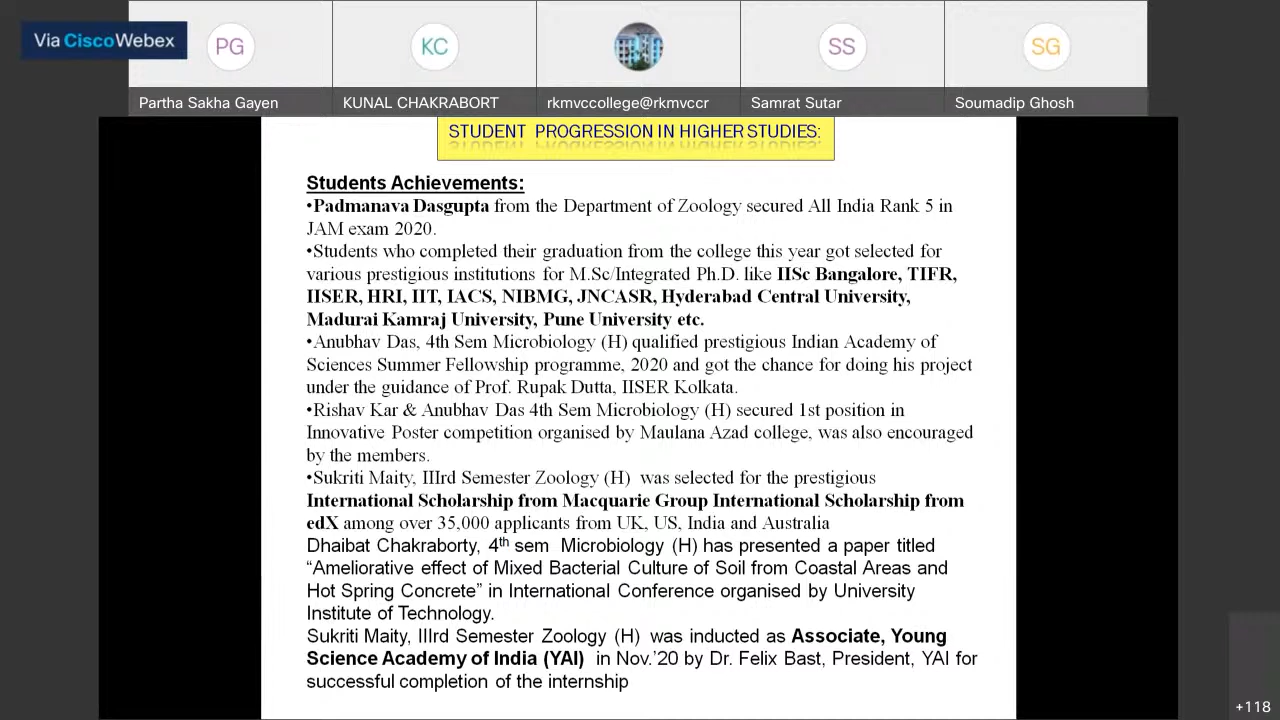 Via Cisco Webex
PG
KC
SS
SG
Partha Sakha Gayen
KUNAL CHAKRABORT
rkmvccollege@rkmvccr
Samrat Sutar
Soumadip Ghosh
STUDENT PROGRESSION IN HIGHER STUDIES:
Students Achievements:
•Padmanava Dasgupta from the Department of Zoology secured All India Rank 5 in
JAM exam 2020.
•Students who completed their graduation from the college this year got selected for
various prestigious institutions for M.Sc/Integrated Ph.D. like IISc Bangalore, TIFR,
IISER, HRI, IIT, IACS, NIBMG, JNCASR, Hyderabad Central University,
Madurai Kamraj University, Pune University etc.
•Anubhav Das, 4th Sem Microbiology (H) qualified prestigious Indian Academy of
Sciences Summer Fellowship programme, 2020 and got the chance for doing his project
under the guidance of Prof. Rupak Dutta, IISER Kolkata.
•Rishav Kar & Anubhav Das 4th Sem Microbiology (H) secured 1st position in
Innovative Poster competition organised by Maulana Azad college, was also encouraged
by the members.
•Sukriti Maity, IIIrd Semester Zoology (H) was selected for the prestigious
International Scholarship from Macquarie Group International Scholarship from
edX among over 35,000 applicants from UK, US, India and Australia
Dhaibat Chakraborty, 4th sem Microbiology (H) has presented a paper titled
“Ameliorative effect of Mixed Bacterial Culture of Soil from Coastal Areas and
Hot Spring Concrete” in International Conference organised by University
Institute of Technology.
Sukriti Maity, IIIrd Semester Zoology (H) was inducted as Associate, Young
Science Academy of India (YAI) in Nov.’20 by Dr. Felix Bast, President, YAI for
successful completion of the internship
+118